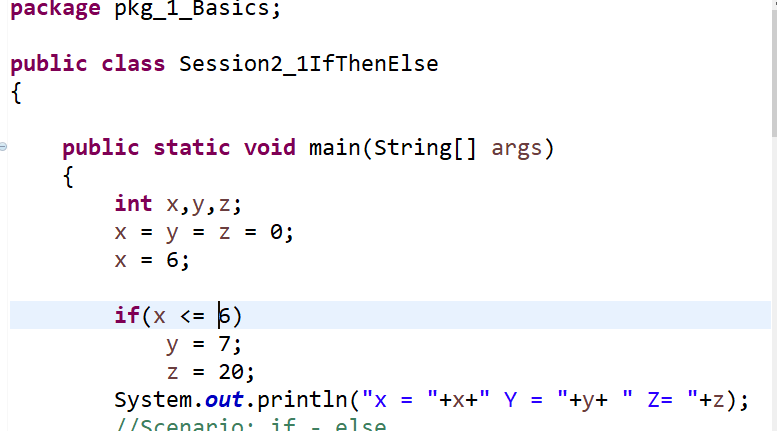 package pkg_1_Basics;
public class Session2_1IfThenElse
{
public static void main(String[] args)
{
int x,y,z;
x = y = z = 0;
x = 6;
if(x <= 6)
y = 7;
z = 20;
System.out.println("x = "+x+" Y = "+y+ " Z= "+z);
//Scenario: if - else